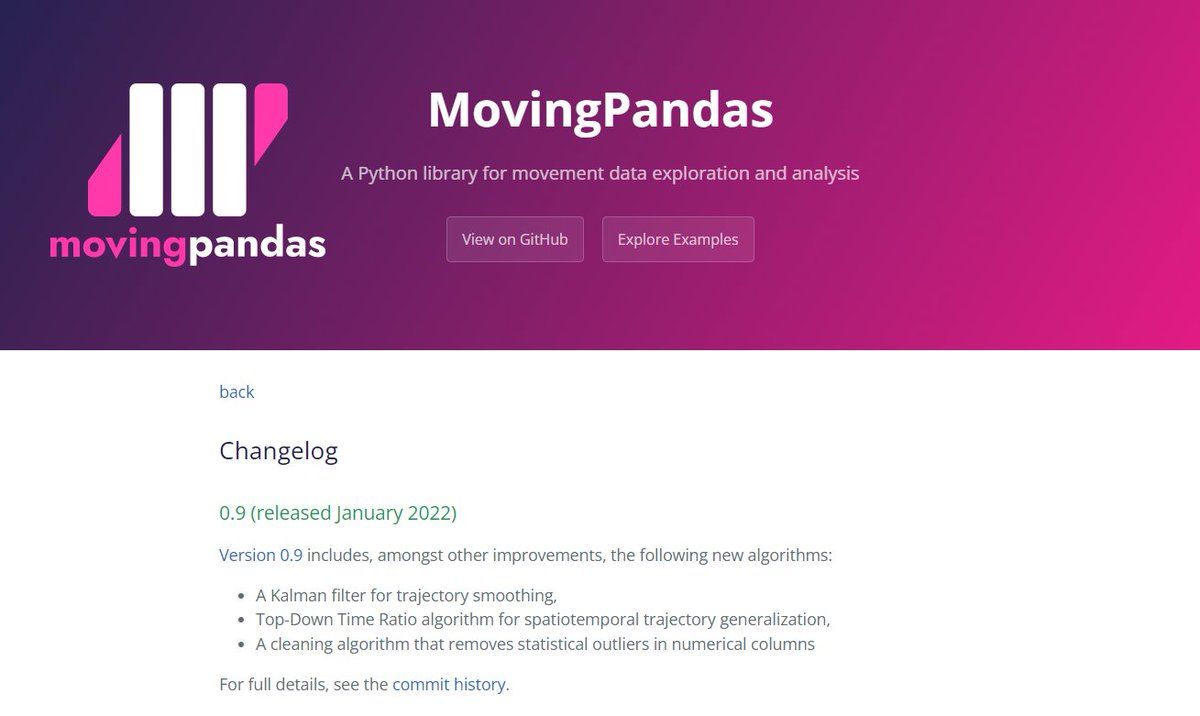 MovingPandas
A Python library for movement data exploration and analysis
View on GitHub
Explore Examples
movingpandas
back
Changelog
0.9 (released January 2022)
Version 0.9 includes, amongst other improvements, the following new algorithms:
• A Kalman filter for trajectory smoothing,
• Top-Down Time Ratio algorithm for spatiotemporal trajectory generalization,
• A cleaning algorithm that removes statistical outliers in numerical columns
For full details, see the commit history.